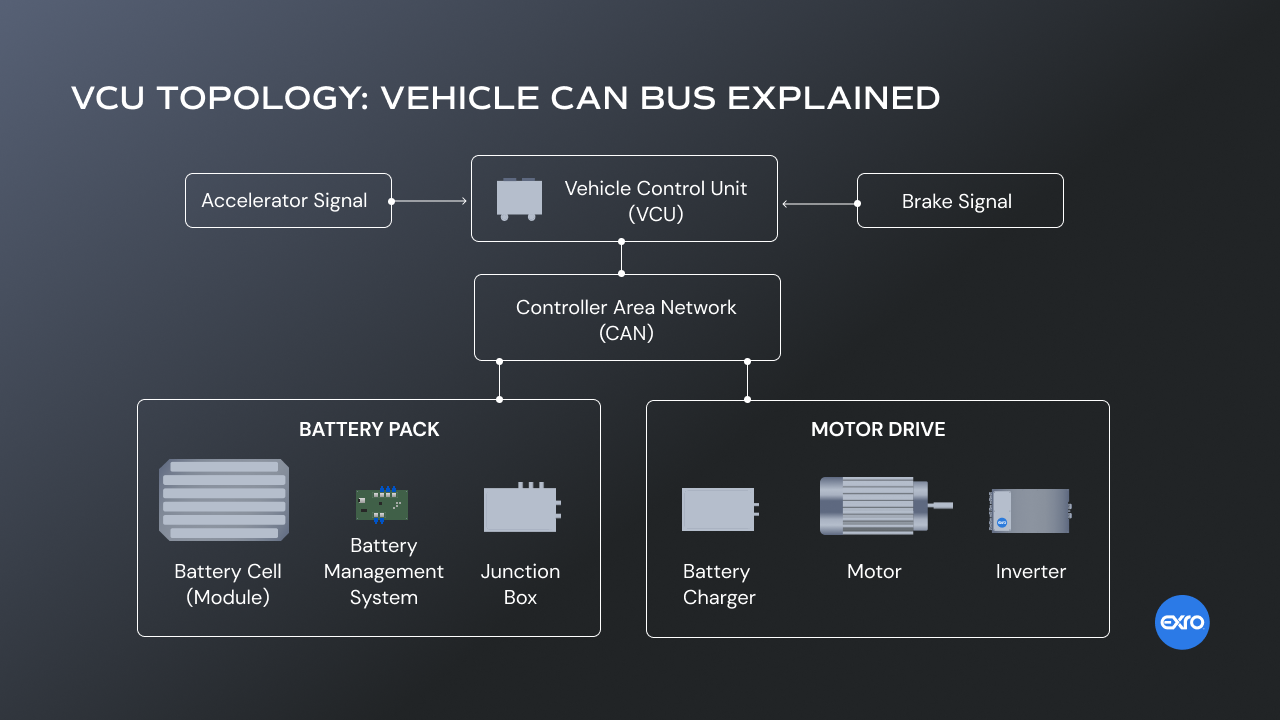 VCU TOPOLOGY: VEHICLE CAN BUS EXPLAINED
Accelerator Signal
Vehicle Control Unit
(VCU)
Brake Signal
Controller Area Network
(CAN)
BATTERY PACK
Battery Cell
(Module)
Battery
Management
System
Junction
Box
MOTOR DRIVE
Battery
Charger
Motor
exro
Inverter
exro